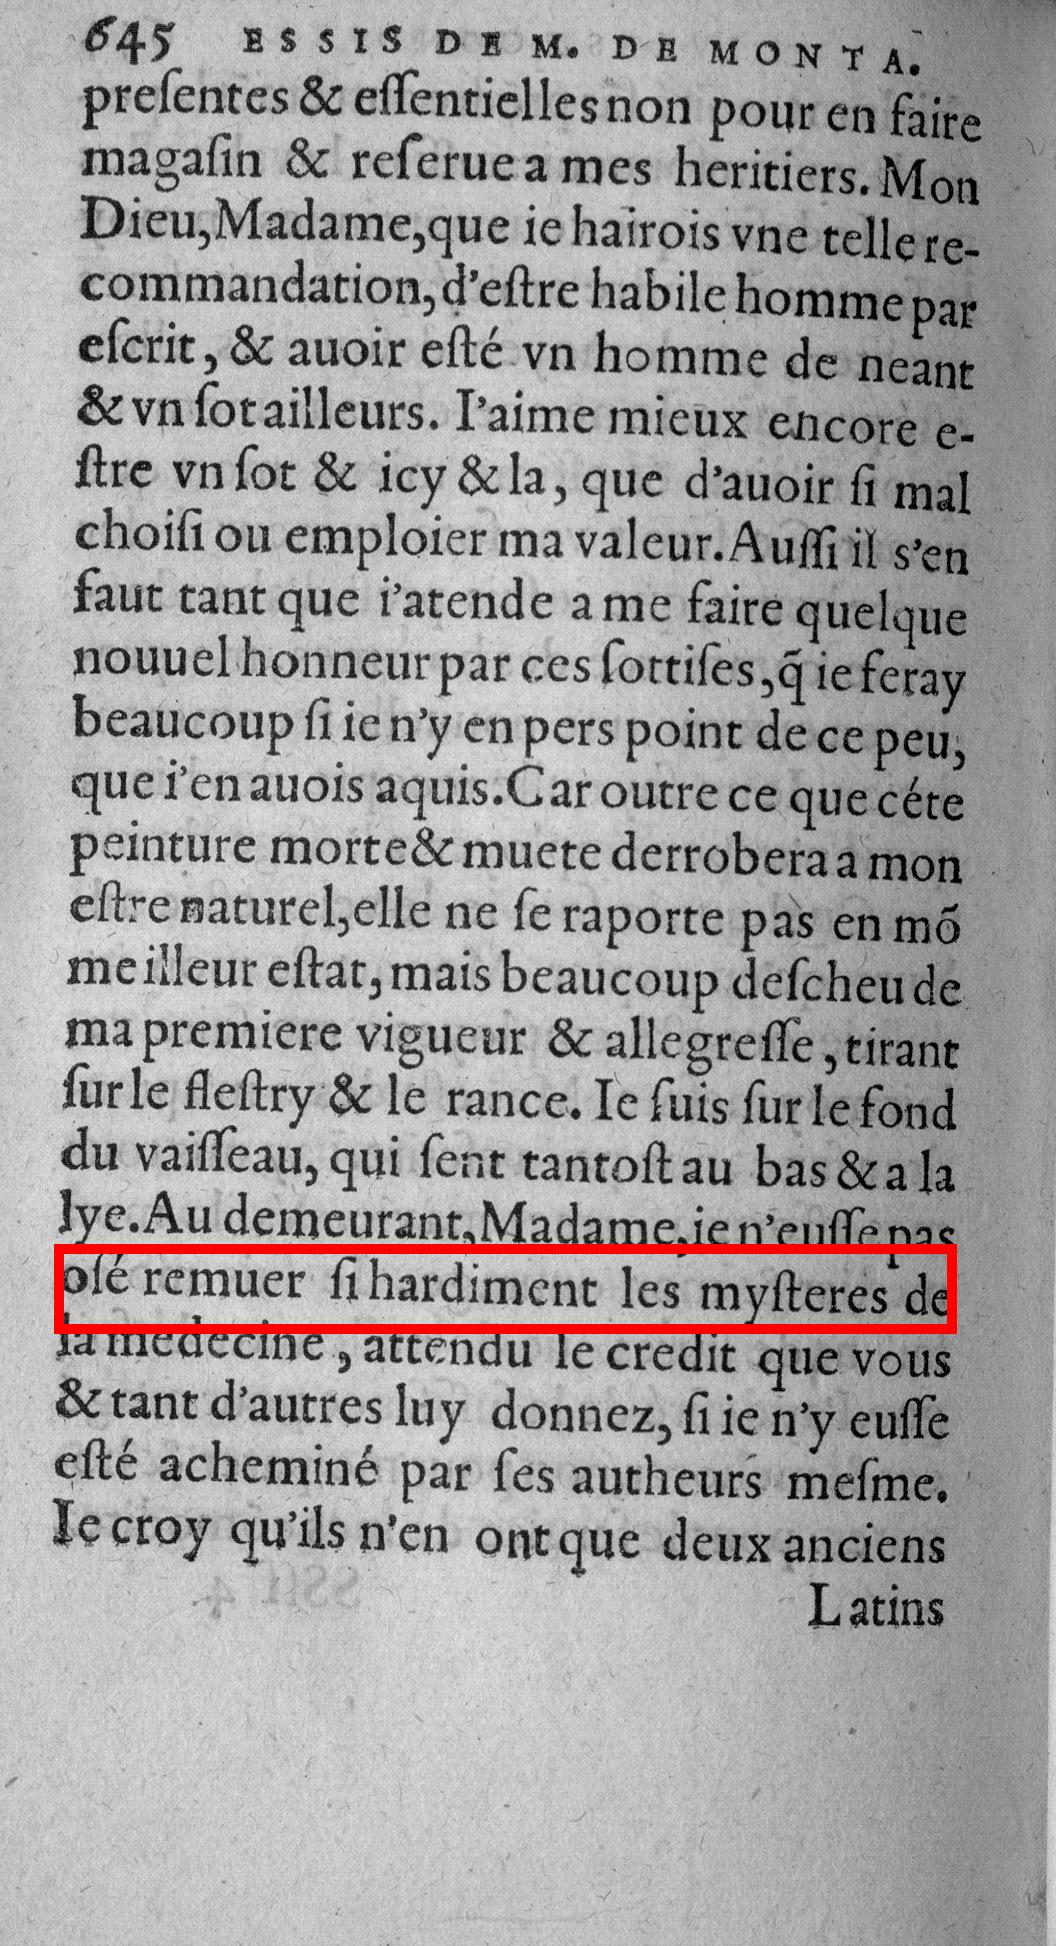 645 ESSIS DE M. DE MONTA.
preſentes & eſſentielles non pour en faire
magaſin & reſerue a mes heritiers. Mon
Dieu, Madame, que ie hairois vne telle re-
commandation, d'eſtre habile homme par
eſcrit, & auoir eſté vn homme de neant
& vn ſot ailleurs. I'aime mieux encore e-
ſtre vn ſot & icy & la, que d'auoir ſi mal
choiſi ou emploier ma valeur. Auſſi il s'en
faut tant que i'atende a me faire quelque
nouuel honneur par ces ſottiſes, q̃ ie feray
beaucoup ſi ie n'y en pers point de ce peu,
que i'en auois aquis. Car outre ce que céte
peinture morte & muete derrobera a mon
eſtre naturel, elle ne ſe raporte pas en mõ
meilleur eſtat, mais beaucoup deſcheu de
ma premiere vigueur & allegreſſe, tirant
ſur le fleſtry & le rance. Ie ſuis ſur le fond
du vaiſſeau, qui ſent tantoſt au bas & a la
lye. Au demeurant, Madame, ie n'euſſe pas
oſé remuer ſi hardiment les myſteres de
la medecine, attendu le credit que vous
& tant d'autres luy donnez, ſi ie n'y euſſe
eſté acheminé par ſes autheurs meſme.
Ie croy qu'ils n'en ont que deux anciens
Latins